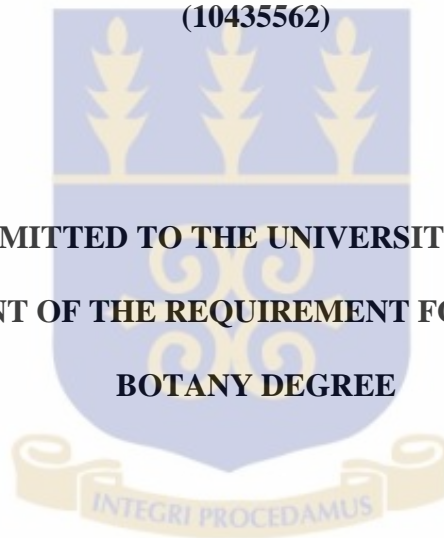 (10435562)
MITTED TO THE UNIVERSIT
NT OF THE REQUIREMENT FO
BOTANY DEGREE
INTEGRI PROCEDAMUS